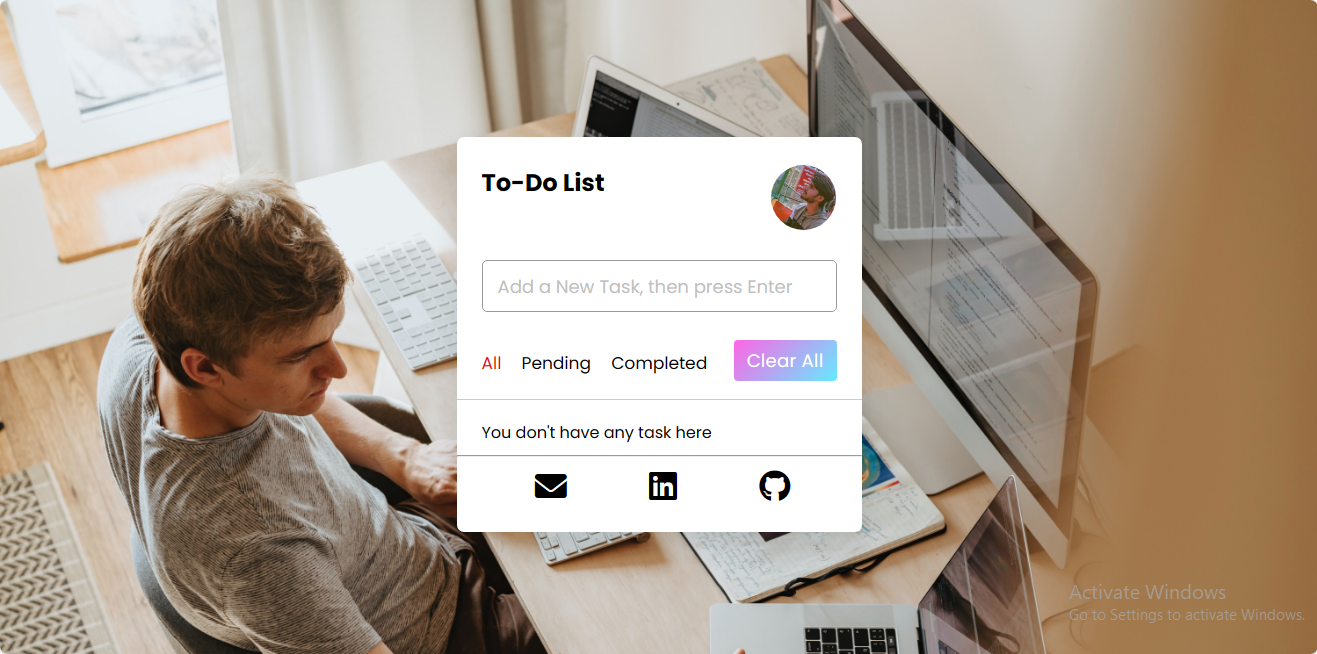 To-Do List
Add a New Task, then press Enter
All Pending Completed Clear All
You don't have any task here
Activate Windows
Go to Settings to activate Windows.